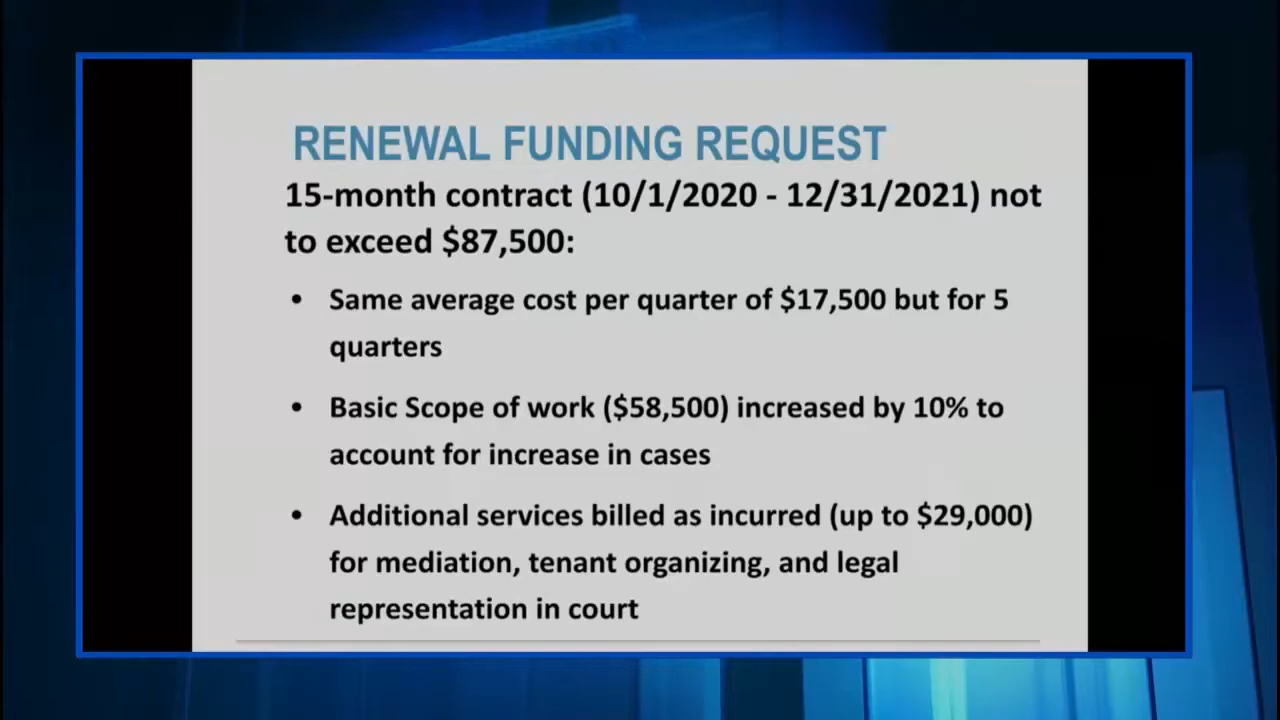 RENEWAL FUNDING REQUEST
15-month contract (10/1/2020 - 12/31/2021) not
to exceed $87,500:
• Same average cost per quarter of $17,500 but for 5
quarters
• Basic Scope of work ($58,500) increased by 10% to
account for increase in cases
• Additional services billed as incurred (up to $29,000)
for mediation, tenant organizing, and legal
representation in court